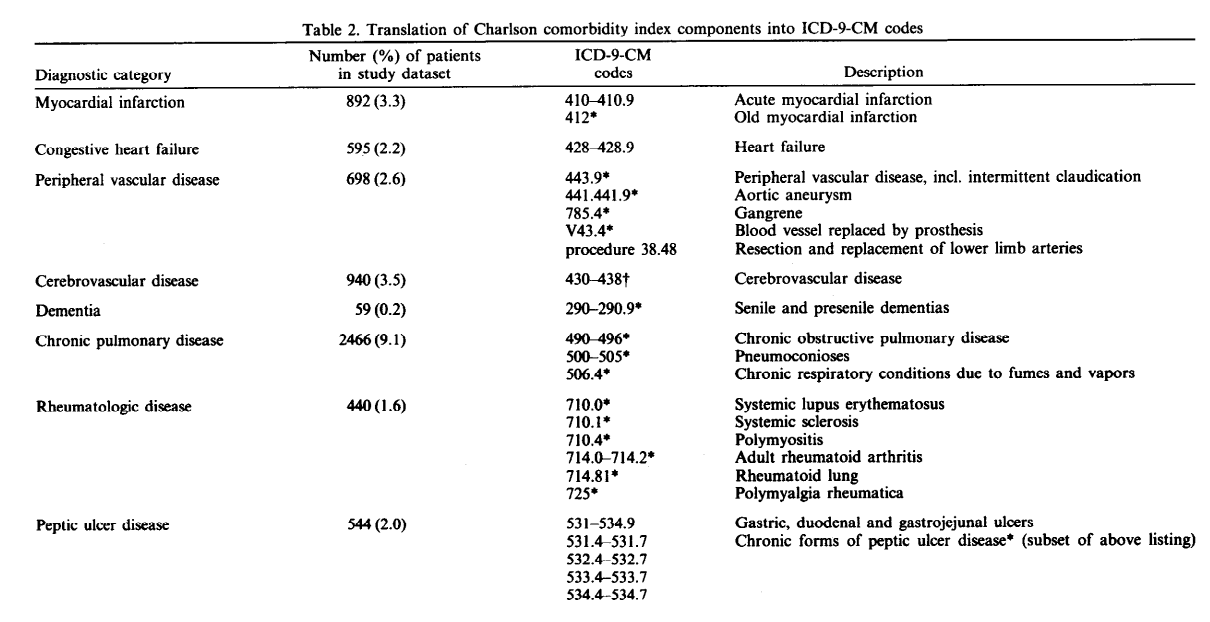 Table 2. Translation of Charlson comorbidity index components into ICD-9-CM codes
Number (%) of patients ICD-9-CM
Diagnostic category in study dataset codes Description
Myocardial infarction 892 (3.3) 410–410.9 Acute myocardial infarction
412* Old myocardial infarction
Congestive heart failure 595 (2.2) 428–428.9 Heart failure
Peripheral vascular disease 698 (2.6) 443.9* Peripheral vascular disease, incl. intermittent claudication
441.441.9* Aortic aneurysm
785.4* Gangrene
V43.4* Blood vessel replaced by prosthesis
procedure 38.48 Resection and replacement of lower limb arteries
Cerebrovascular disease 940 (3.5) 430–438† Cerebrovascular disease
Dementia 59 (0.2) 290–290.9* Senile and presenile dementias
Chronic pulmonary disease 2466 (9.1) 490–496* Chronic obstructive pulmonary disease
500–505* Pneumoconioses
506.4* Chronic respiratory conditions due to fumes and vapors
Rheumatologic disease 440 (1.6) 710.0* Systemic lupus erythematosus
710.1* Systemic sclerosis
710.4* Polymyositis
714.0–714.2* Adult rheumatoid arthritis
714.81* Rheumatoid lung
725* Polymyalgia rheumatica
Peptic ulcer disease 544 (2.0) 531–534.9 Gastric, duodenal and gastrojejunal ulcers
531.4–531.7 Chronic forms of peptic ulcer disease* (subset of above listing)
532.4–532.7
533.4–533.7
534.4–534.7